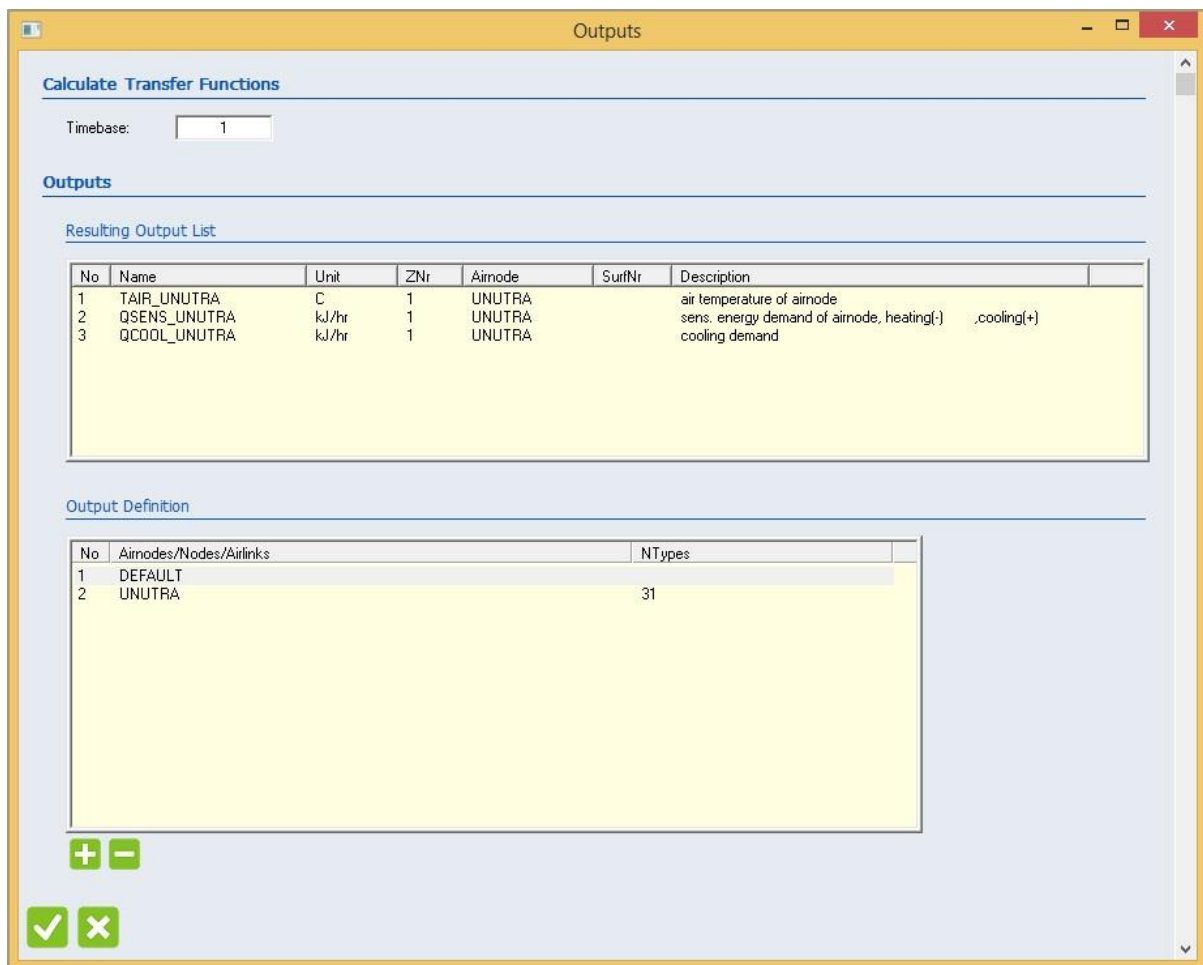 Outputs
Calculate Transfer Functions
Timebase: 1
Outputs
Resulting Output List
No Name Unit ZNr Airnode SurfNr Description
1 TAIR_UNUTRA C 1 UNUTRA air temperature of airnode
2 QSENS_UNUTRA kJ/hr 1 UNUTRA sens. energy demand of airnode, heating(-) ,cooling(+)
3 QCOOL_UNUTRA kJ/hr 1 UNUTRA cooling demand
Output Definition
No Airnodes/Nodes/Airlinks NTypes
1 DEFAULT
2 UNUTRA 31